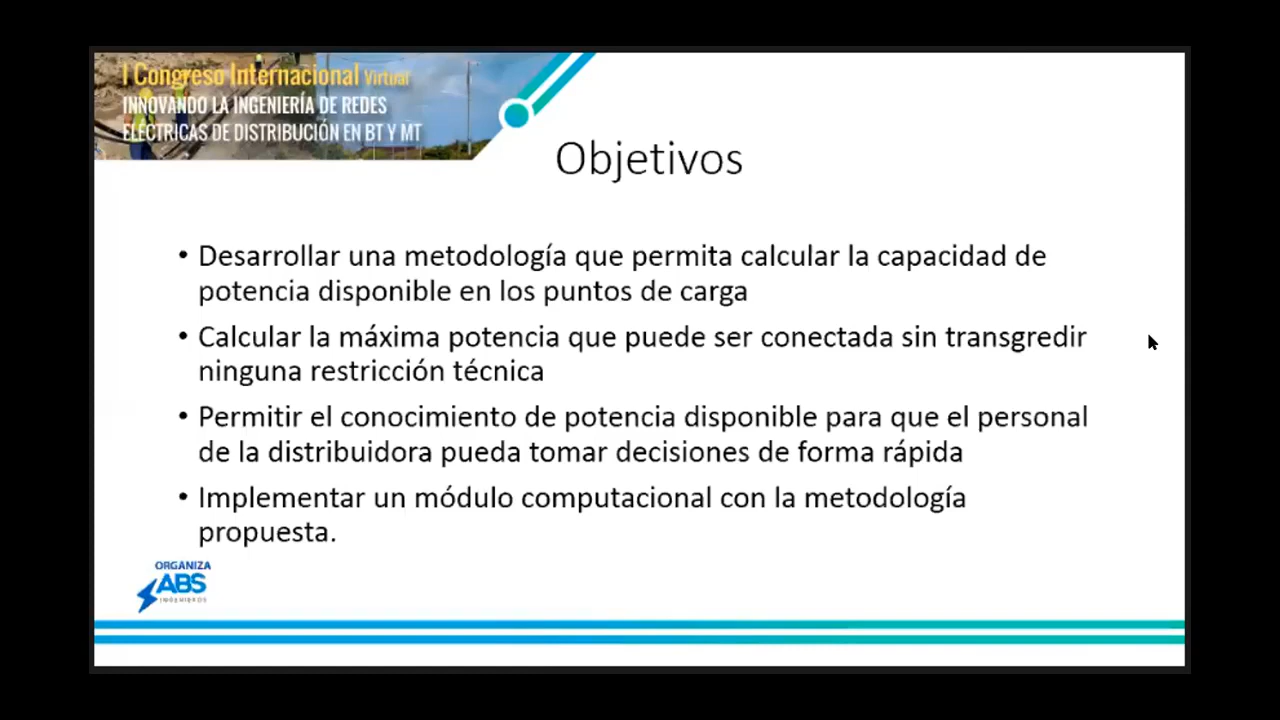 I Congreso Internacional Virtual
INNOVANDO LA INGENIERÍA DE REDES
ELÉCTRICAS DE DISTRIBUCIÓN EN BT Y MT
Objetivos
• Desarrollar una metodología que permita calcular la capacidad de
potencia disponible en los puntos de carga
• Calcular la máxima potencia que puede ser conectada sin transgredir
ninguna restricción técnica
• Permitir el conocimiento de potencia disponible para que el personal
de la distribuidora pueda tomar decisiones de forma rápida
• Implementar un módulo computacional con la metodología
propuesta.
ORGANIZA
ABS
INGENIEROS